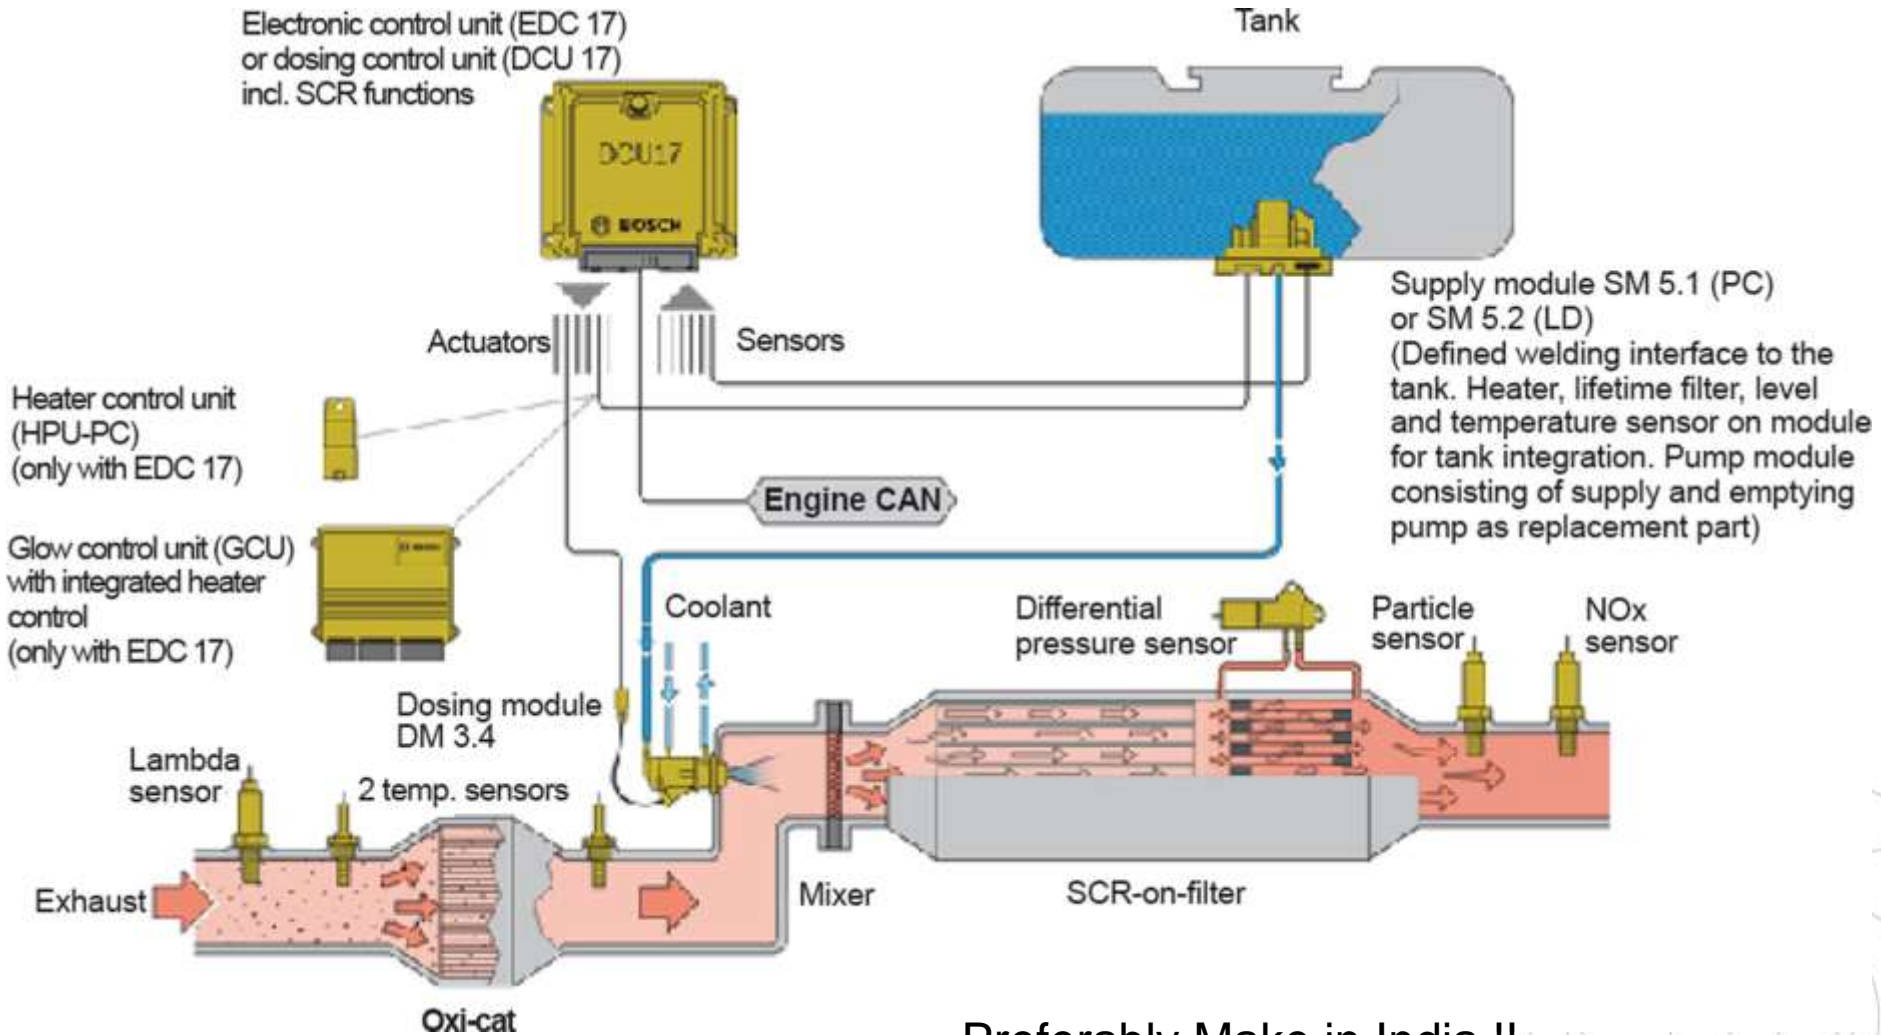 Electronic control unit (EDC 17)
or dosing control unit (DCU 17)
incl. SCR functions
Tank
DCU17
BOSCH
Actuators
Sensors
Supply module SM 5.1 (PC)
or SM 5.2 (LD)
(Defined welding interface to the
tank. Heater, lifetime filter, level
and temperature sensor on module
for tank integration. Pump module
consisting of supply and emptying
pump as replacement part)
Heater control unit
(HPU-PC)
(only with EDC 17)
Engine CAN
Glow control unit (GCU)
with integrated heater
control
(only with EDC 17)
Coolant
Differential
pressure sensor
Particle
sensor
NOx
sensor
Dosing module
DM 3.4
Lambda
sensor
2 temp. sensors
Exhaust
Mixer
SCR-on-filter
Oxi-cat
Preferably Make in India !!